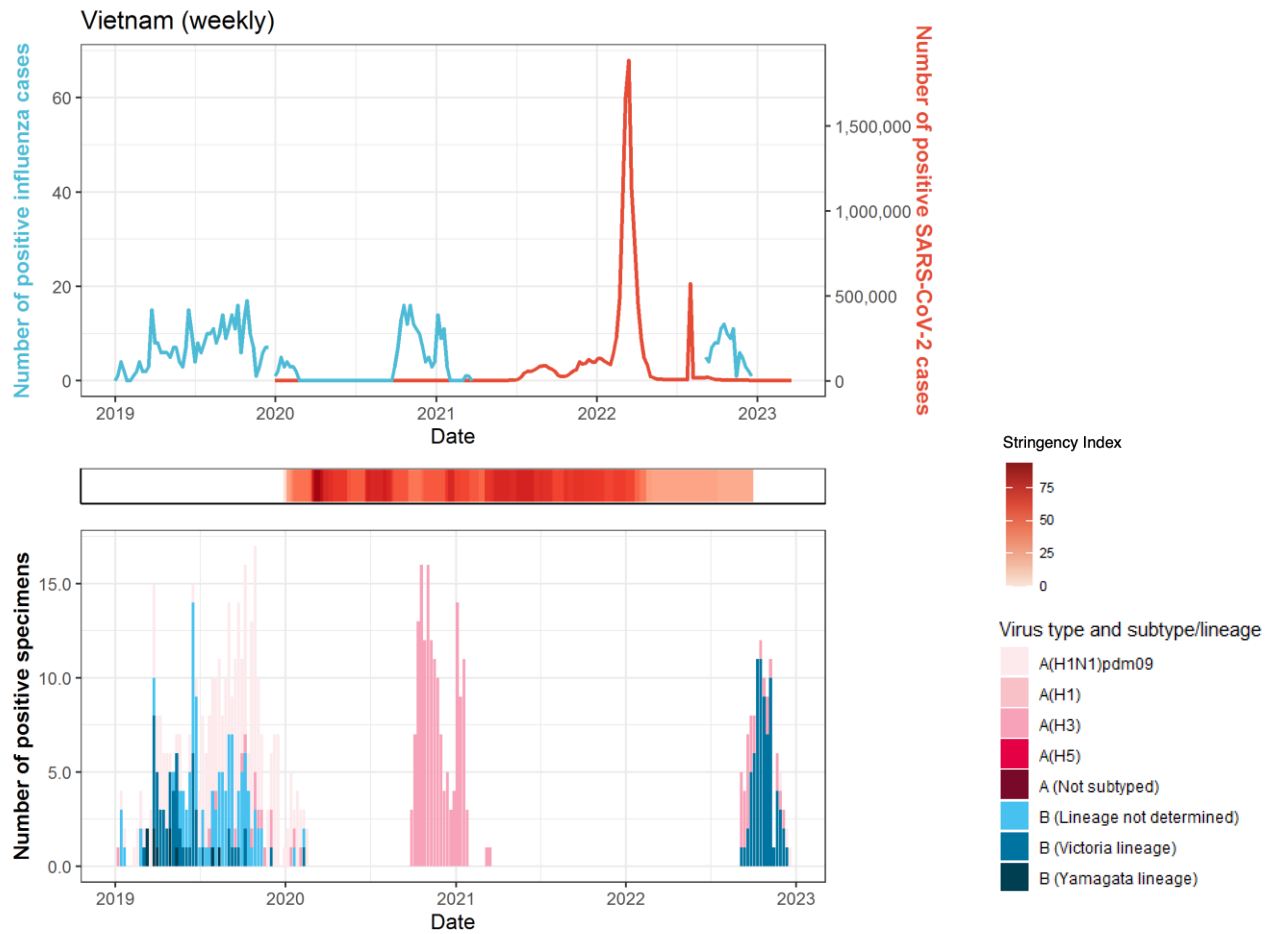 Vietnam (weekly)
Number of positive influenza cases
60
40
20
0
Number of positive SARS-CoV-2 cases
1,500,000
1,000,000
500,000
0
2019 2020 2021 2022 2023
Date
Stringency Index
75
50
25
0
Number of positive specimens
15.0
10.0
5.0
0.0
2019 2020 2021 2022 2023
Date
Virus type and subtype/lineage
A(H1N1)pdm09
A(H1)
A(H3)
A(H5)
A (Not subtyped)
B (Lineage not determined)
B (Victoria lineage)
B (Yamagata lineage)